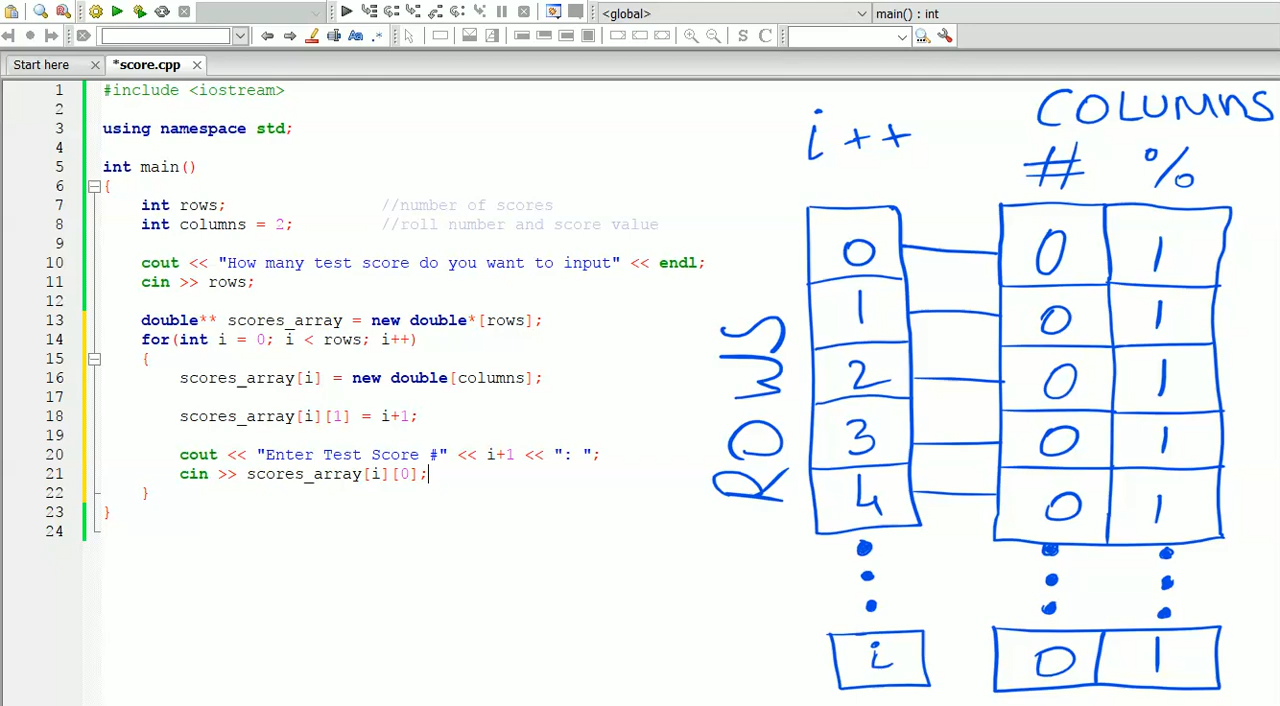 <global>
main() : int
Start here
*score.cpp
1 #include <iostream>
2
3 using namespace std;
4
5 int main()
6 {
7 int rows; //number of scores
8 int columns = 2; //roll number and score value
9
10 cout << "How many test score do you want to input" << endl;
11 cin >> rows;
12
13 double** scores_array = new double*[rows];
14 for(int i = 0; i < rows; i++)
15 {
16 scores_array[i] = new double[columns];
17
18 scores_array[i][1] = i+1;
19
20 cout << "Enter Test Score #" << i+1 << ": ";
21 cin >> scores_array[i][0];
22 }
23 }
24
COLUMNS
i ++
# %
ROWS
0 0 1
1 0 1
2 0 1
3 0 1
4 0 1
i 0 1